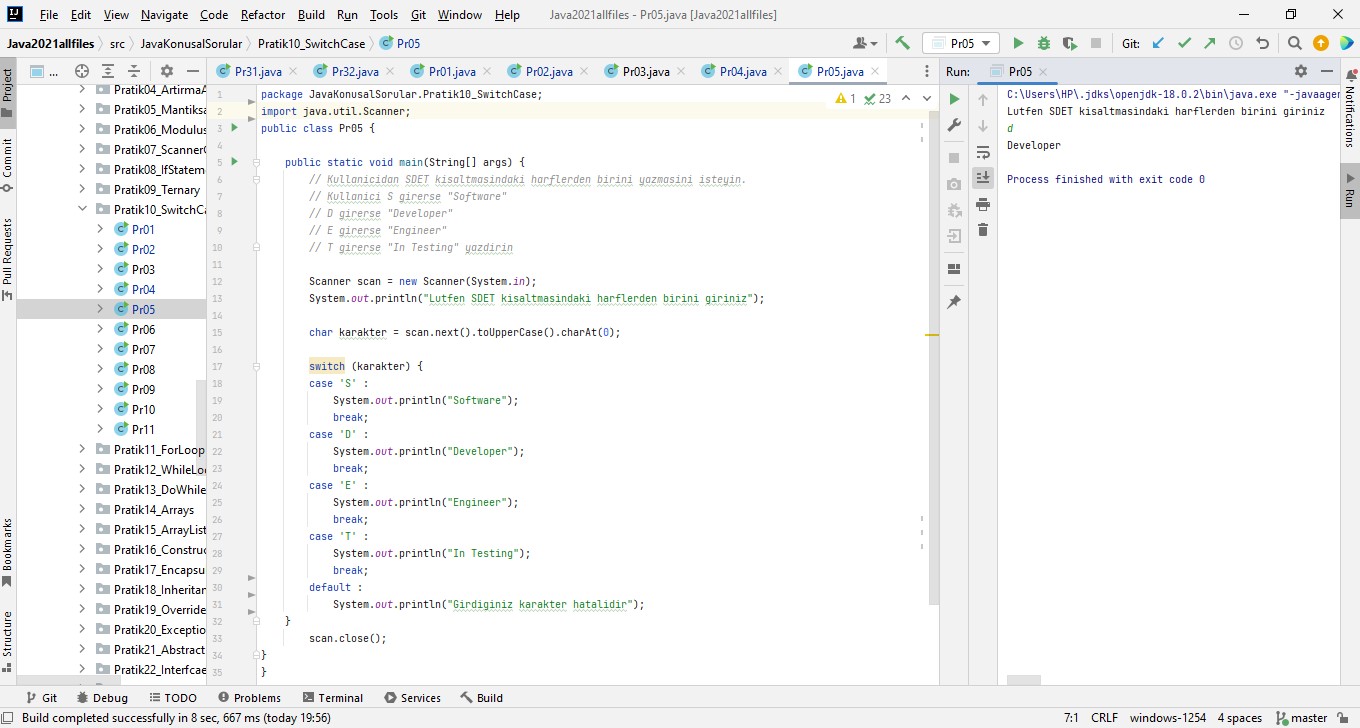 File Edit View Navigate Code Refactor Build Run Tools Git Window Help Java2021allfiles - Pr05.java [Java2021allfiles]
Java2021allfiles src JavaKonusalSorular Pratik10_SwitchCase Pr05 Pr05 Git:
Project
Commit
Pull Requests
Bookmarks
Structure
...
Pratik04_ArtirmaA
Pratik05_Mantiksa
Pratik06_Modulus
Pratik07_ScannerC
Pratik08_IfStatem
Pratik09_Ternary
Pratik10_SwitchCa
Pr01
Pr02
Pr03
Pr04
Pr05
Pr06
Pr07
Pr08
Pr09
Pr10
Pr11
Pratik11_ForLoop
Pratik12_WhileLo
Pratik13_DoWhile
Pratik14_Arrays
Pratik15_ArrayList
Pratik16_Construc
Pratik17_Encapsu
Pratik18_Inheritan
Pratik19_Override
Pratik20_Exceptio
Pratik21_Abstract
Pratik22_Interfcae
Pr31.java Pr32.java Pr01.java Pr02.java Pr03.java Pr04.java Pr05.java
1 23
1 package JavaKonusalSorular.Pratik10_SwitchCase;
2 import java.util.Scanner;
3 public class Pr05 {
4
5 public static void main(String[] args) {
6 // Kullanicidan SDET kisaltmasindaki harflerden birini yazmasini isteyin.
7 // Kullanici S girerse "Software"
8 // D girerse "Developer"
9 // E girerse "Engineer"
10 // T girerse "In Testing" yazdirin
11
12 Scanner scan = new Scanner(System.in);
13 System.out.println("Lutfen SDET kisaltmasindaki harflerden birini giriniz");
14
15 char karakter = scan.next().toUpperCase().charAt(0);
16
17 switch (karakter) {
18 case 'S' :
19 System.out.println("Software");
20 break;
21 case 'D' :
22 System.out.println("Developer");
23 break;
24 case 'E' :
25 System.out.println("Engineer");
26 break;
27 case 'T' :
28 System.out.println("In Testing");
29 break;
30 default :
31 System.out.println("Girdiginiz karakter hatalidir");
32 }
33 scan.close();
34 }
35 }
Run: Pr05
C:\Users\HP\.jdks\openjdk-18.0.2\bin\java.exe "-javaagen
Lutfen SDET kisaltmasindaki harflerden birini giriniz
d
Developer
Process finished with exit code 0
Notifications
Run
Git Debug TODO Problems Terminal Services Build
Build completed successfully in 8 sec, 667 ms (today 19:56) 7:1 CRLF windows-1254 4 spaces master